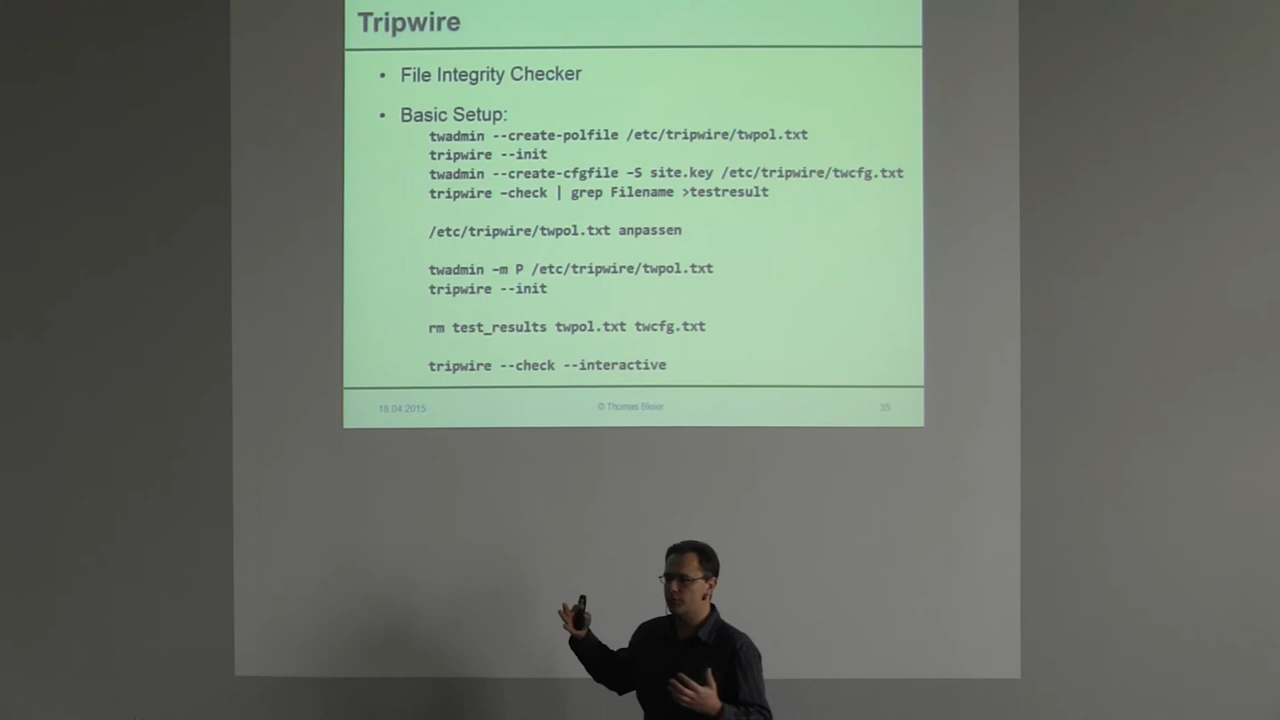 Tripwire
• File Integrity Checker
• Basic Setup:
twadmin --create-polfile /etc/tripwire/twpol.txt
tripwire --init
twadmin --create-cfgfile –S site.key /etc/tripwire/twcfg.txt
tripwire –check | grep Filename >testresult
/etc/tripwire/twpol.txt anpassen
twadmin –m P /etc/tripwire/twpol.txt
tripwire --init
rm test_results twpol.txt twcfg.txt
tripwire --check --interactive
18.04.2015 © Thomas Bleier 35